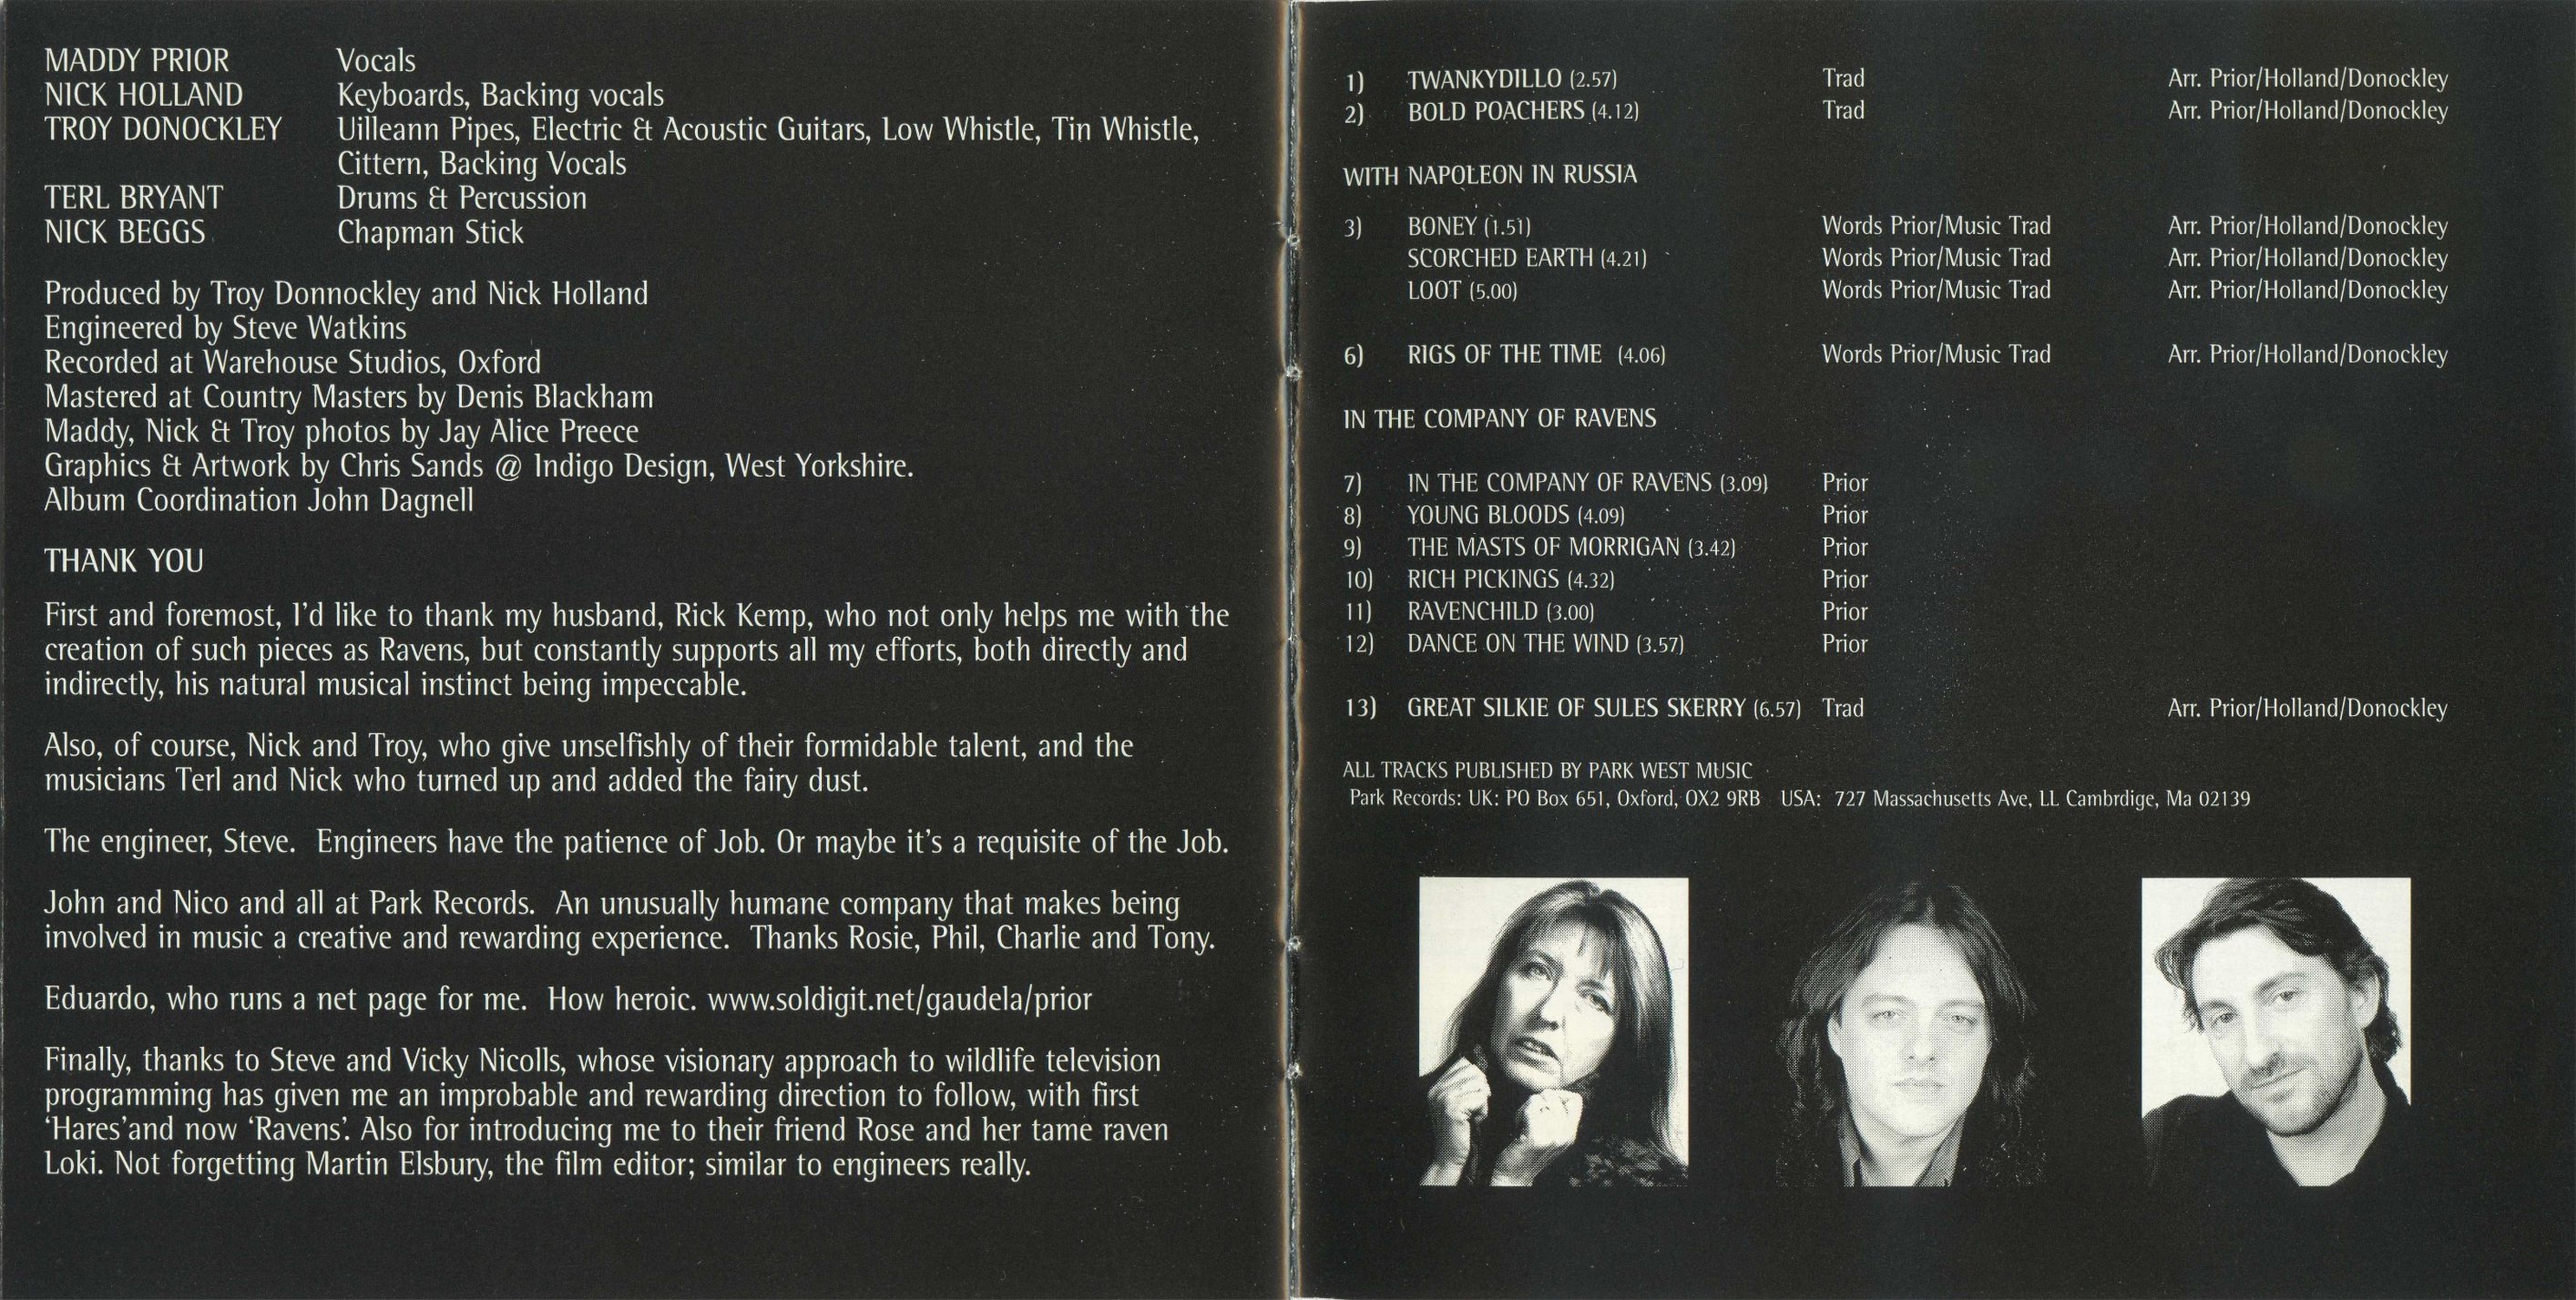 MADDY PRIOR Vocals
NICK HOLLAND Keyboards, Backing vocals
TROY DONOCKLEY Uilleann Pipes, Electric & Acoustic Guitars, Low Whistle, Tin Whistle,
Cittern, Backing Vocals
TERL BRYANT Drums & Percussion
NICK BEGGS Chapman Stick
Produced by Troy Donnockley and Nick Holland
Engineered by Steve Watkins
Recorded at Warehouse Studios, Oxford
Mastered at Country Masters by Denis Blackham
Maddy, Nick & Troy photos by Jay Alice Preece
Graphics & Artwork by Chris Sands @ Indigo Design, West Yorkshire.
Album Coordination John Dagnell
THANK YOU
First and foremost, I'd like to thank my husband, Rick Kemp, who not only helps me with the
creation of such pieces as Ravens, but constantly supports all my efforts, both directly and
indirectly, his natural musical instinct being impeccable.
Also, of course, Nick and Troy, who give unselfishly of their formidable talent, and the
musicians Terl and Nick who turned up and added the fairy dust.
The engineer, Steve.  Engineers have the patience of Job. Or maybe it's a requisite of the Job.
John and Nico and all at Park Records.  An unusually humane company that makes being
involved in music a creative and rewarding experience.  Thanks Rosie, Phil, Charlie and Tony.
Eduardo, who runs a net page for me.  How heroic. www.soldigit.net/gaudela/prior
Finally, thanks to Steve and Vicky Nicolls, whose visionary approach to wildlife television
programming has given me an improbable and rewarding direction to follow, with first
‘Hares’and now ‘Ravens’. Also for introducing me to their friend Rose and her tame raven
Loki. Not forgetting Martin Elsbury, the film editor; similar to engineers really.
1) TWANKYDILLO (2.57) Trad Arr. Prior/Holland/Donockley
2) BOLD POACHERS (4.12) Trad Arr. Prior/Holland/Donockley
WITH NAPOLEON IN RUSSIA
3) BONEY (1.51) Words Prior/Music Trad Arr. Prior/Holland/Donockley
SCORCHED EARTH (4.21) Words Prior/Music Trad Arr. Prior/Holland/Donockley
LOOT (5.00) Words Prior/Music Trad Arr. Prior/Holland/Donockley
6) RIGS OF THE TIME (4.06) Words Prior/Music Trad Arr. Prior/Holland/Donockley
IN THE COMPANY OF RAVENS
7) IN THE COMPANY OF RAVENS (3.09) Prior
8) YOUNG BLOODS (4.09) Prior
9) THE MASTS OF MORRIGAN (3.42) Prior
10) RICH PICKINGS (4.32) Prior
11) RAVENCHILD (3.00) Prior
12) DANCE ON THE WIND (3.57) Prior
13) GREAT SILKIE OF SULES SKERRY (6.57) Trad Arr. Prior/Holland/Donockley
ALL TRACKS PUBLISHED BY PARK WEST MUSIC
Park Records: UK: PO Box 651, Oxford, OX2 9RB USA: 727 Massachusetts Ave, LL Cambrdige, Ma 02139